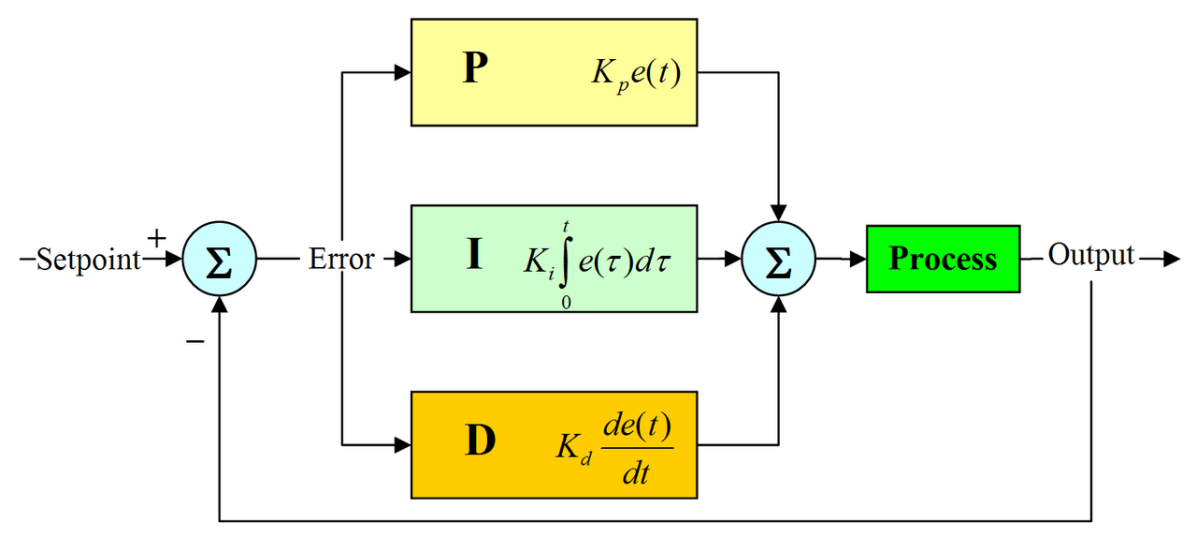 P K_p e(t)
–Setpoint + Σ Error I K_i ∫_0^t e(τ)dτ Σ Process Output
–
D K_d de(t)/dt